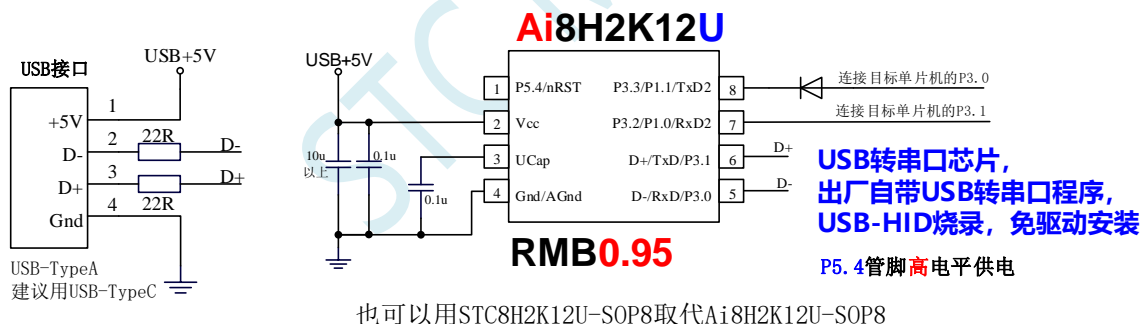 Ai8H2K12U
USB接口
USB+5V
1
+5V
2
22R
D-
D-
3
D+
D+
4
22R
Gnd
USB-TypeA
建议用USB-TypeC
USB+5V
10u
以上
0.1u
0.1u
1
P5.4/nRST
P3.3/P1.1/TxD2
8
连接目标单片机的P3.0
2
Vcc
P3.2/P1.0/RxD2
7
连接目标单片机的P3.1
3
UCap
D+/TxD/P3.1
6
D+
4
Gnd/AGnd
D-/RxD/P3.0
5
D-
RMB0.95
USB转串口芯片，
出厂自带USB转串口程序，
USB-HID烧录，免驱动安装
P5.4管脚高电平供电
也可以用STC8H2K12U-SOP8取代Ai8H2K12U-SOP8
STC